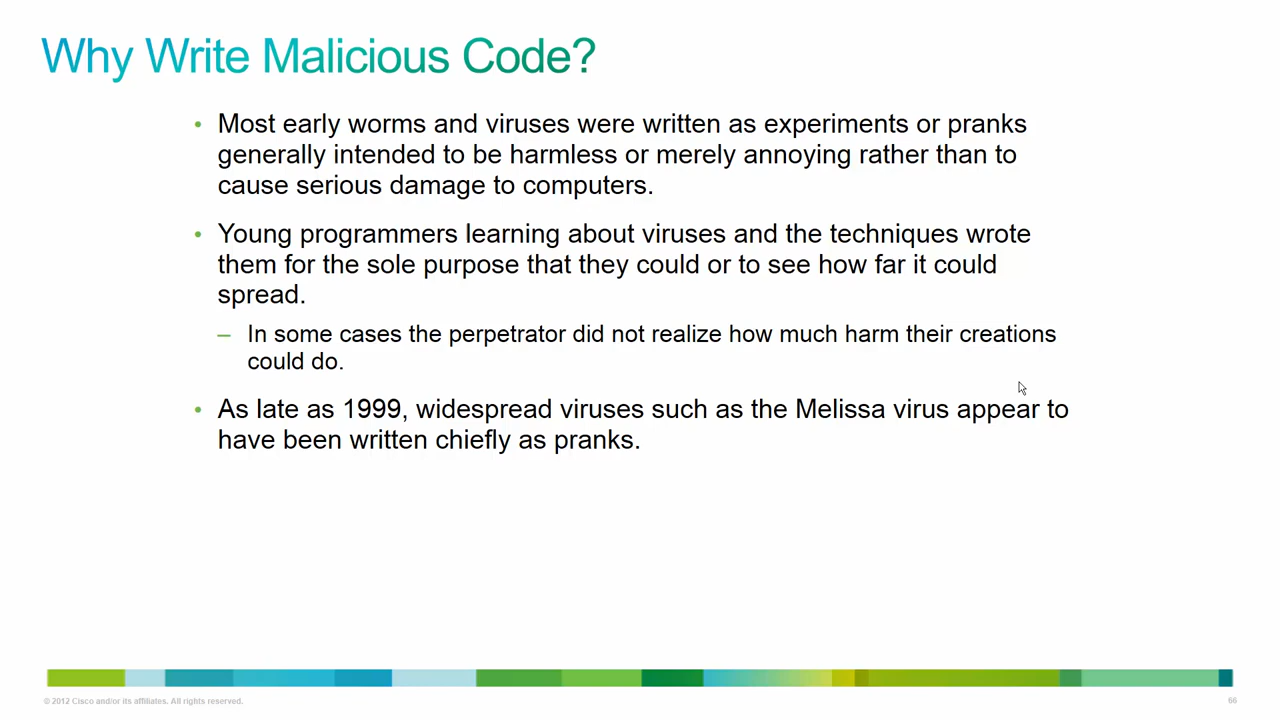 Why Write Malicious Code?
• Most early worms and viruses were written as experiments or pranks
generally intended to be harmless or merely annoying rather than to
cause serious damage to computers.
• Young programmers learning about viruses and the techniques wrote
them for the sole purpose that they could or to see how far it could
spread.
– In some cases the perpetrator did not realize how much harm their creations
could do.
• As late as 1999, widespread viruses such as the Melissa virus appear to
have been written chiefly as pranks.
© 2012 Cisco and/or its affiliates. All rights reserved.
66